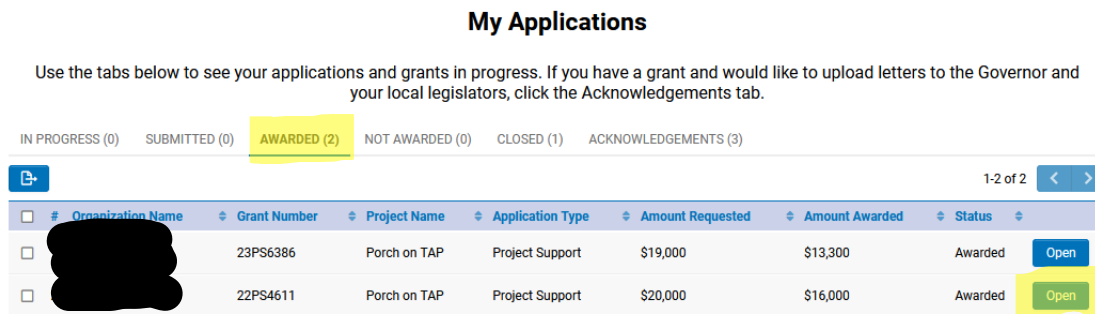 My Applications
Use the tabs below to see your applications and grants in progress. If you have a grant and would like to upload letters to the Governor and
your local legislators, click the Acknowledgements tab.
IN PROGRESS (0) SUBMITTED (0) AWARDED (2) NOT AWARDED (0) CLOSED (1) ACKNOWLEDGEMENTS (3)
1-2 of 2
# Organization Name Grant Number Project Name Application Type Amount Requested Amount Awarded Status
23PS6386 Porch on TAP Project Support $19,000 $13,300 Awarded Open
22PS4611 Porch on TAP Project Support $20,000 $16,000 Awarded Open